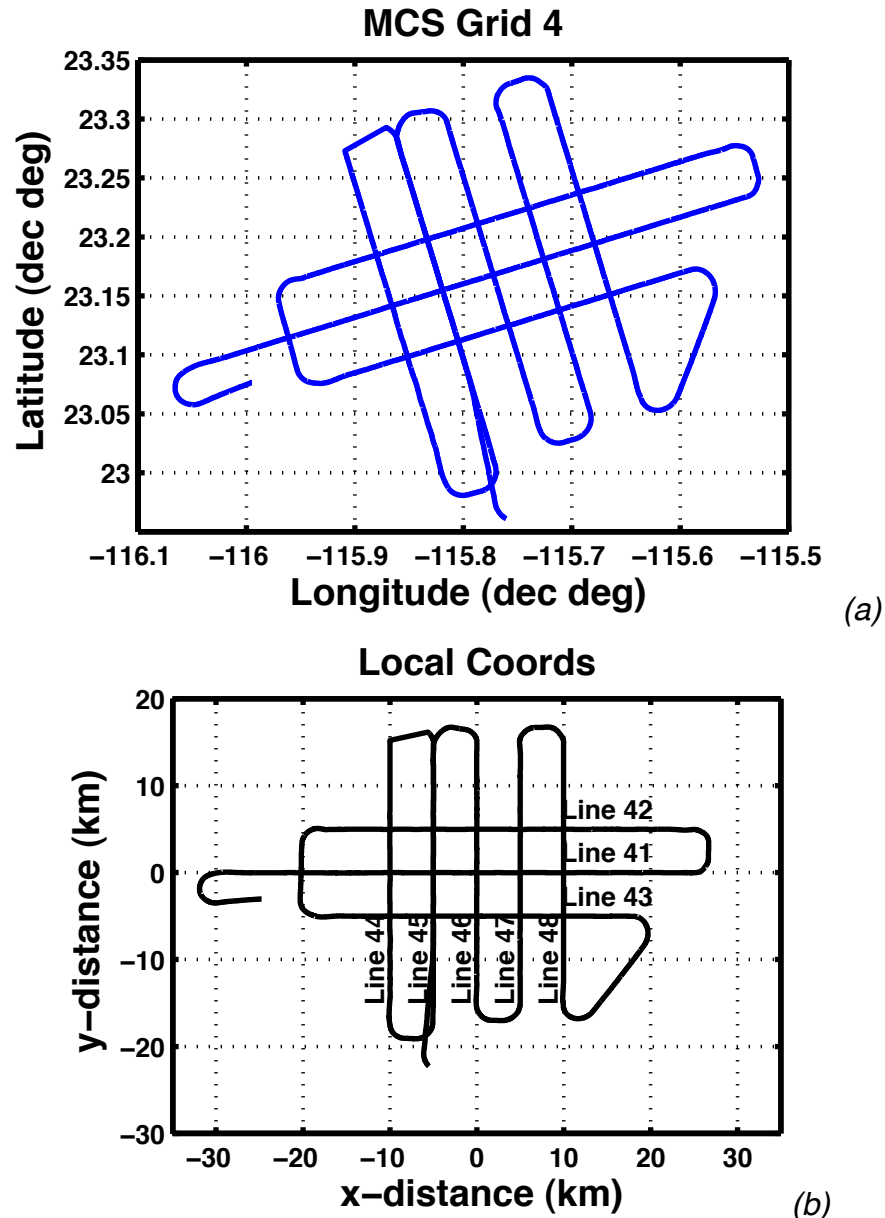 MCS Grid 4
23.35
23.3
23.25
23.2
23.15
23.1
23.05
23
Latitude (dec deg)
−116.1 −116 −115.9 −115.8 −115.7 −115.6 −115.5
Longitude (dec deg)
(a)
Local Coords
20
10
0
−10
−20
−30
y−distance (km)
Line 42
Line 41
Line 43
Line 44
Line 45
Line 46
Line 47
Line 48
−30 −20 −10 0 10 20 30
x−distance (km)
(b)